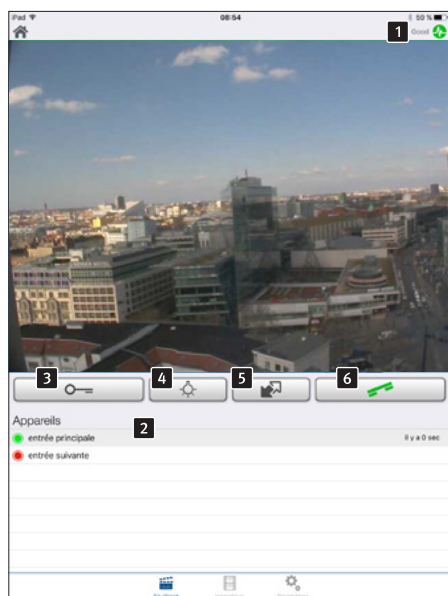 iPad 08:54 50 %
1 Good
3 4 5 6
Appareils
2
entrée principale il y a 0 sec
entrée suivante